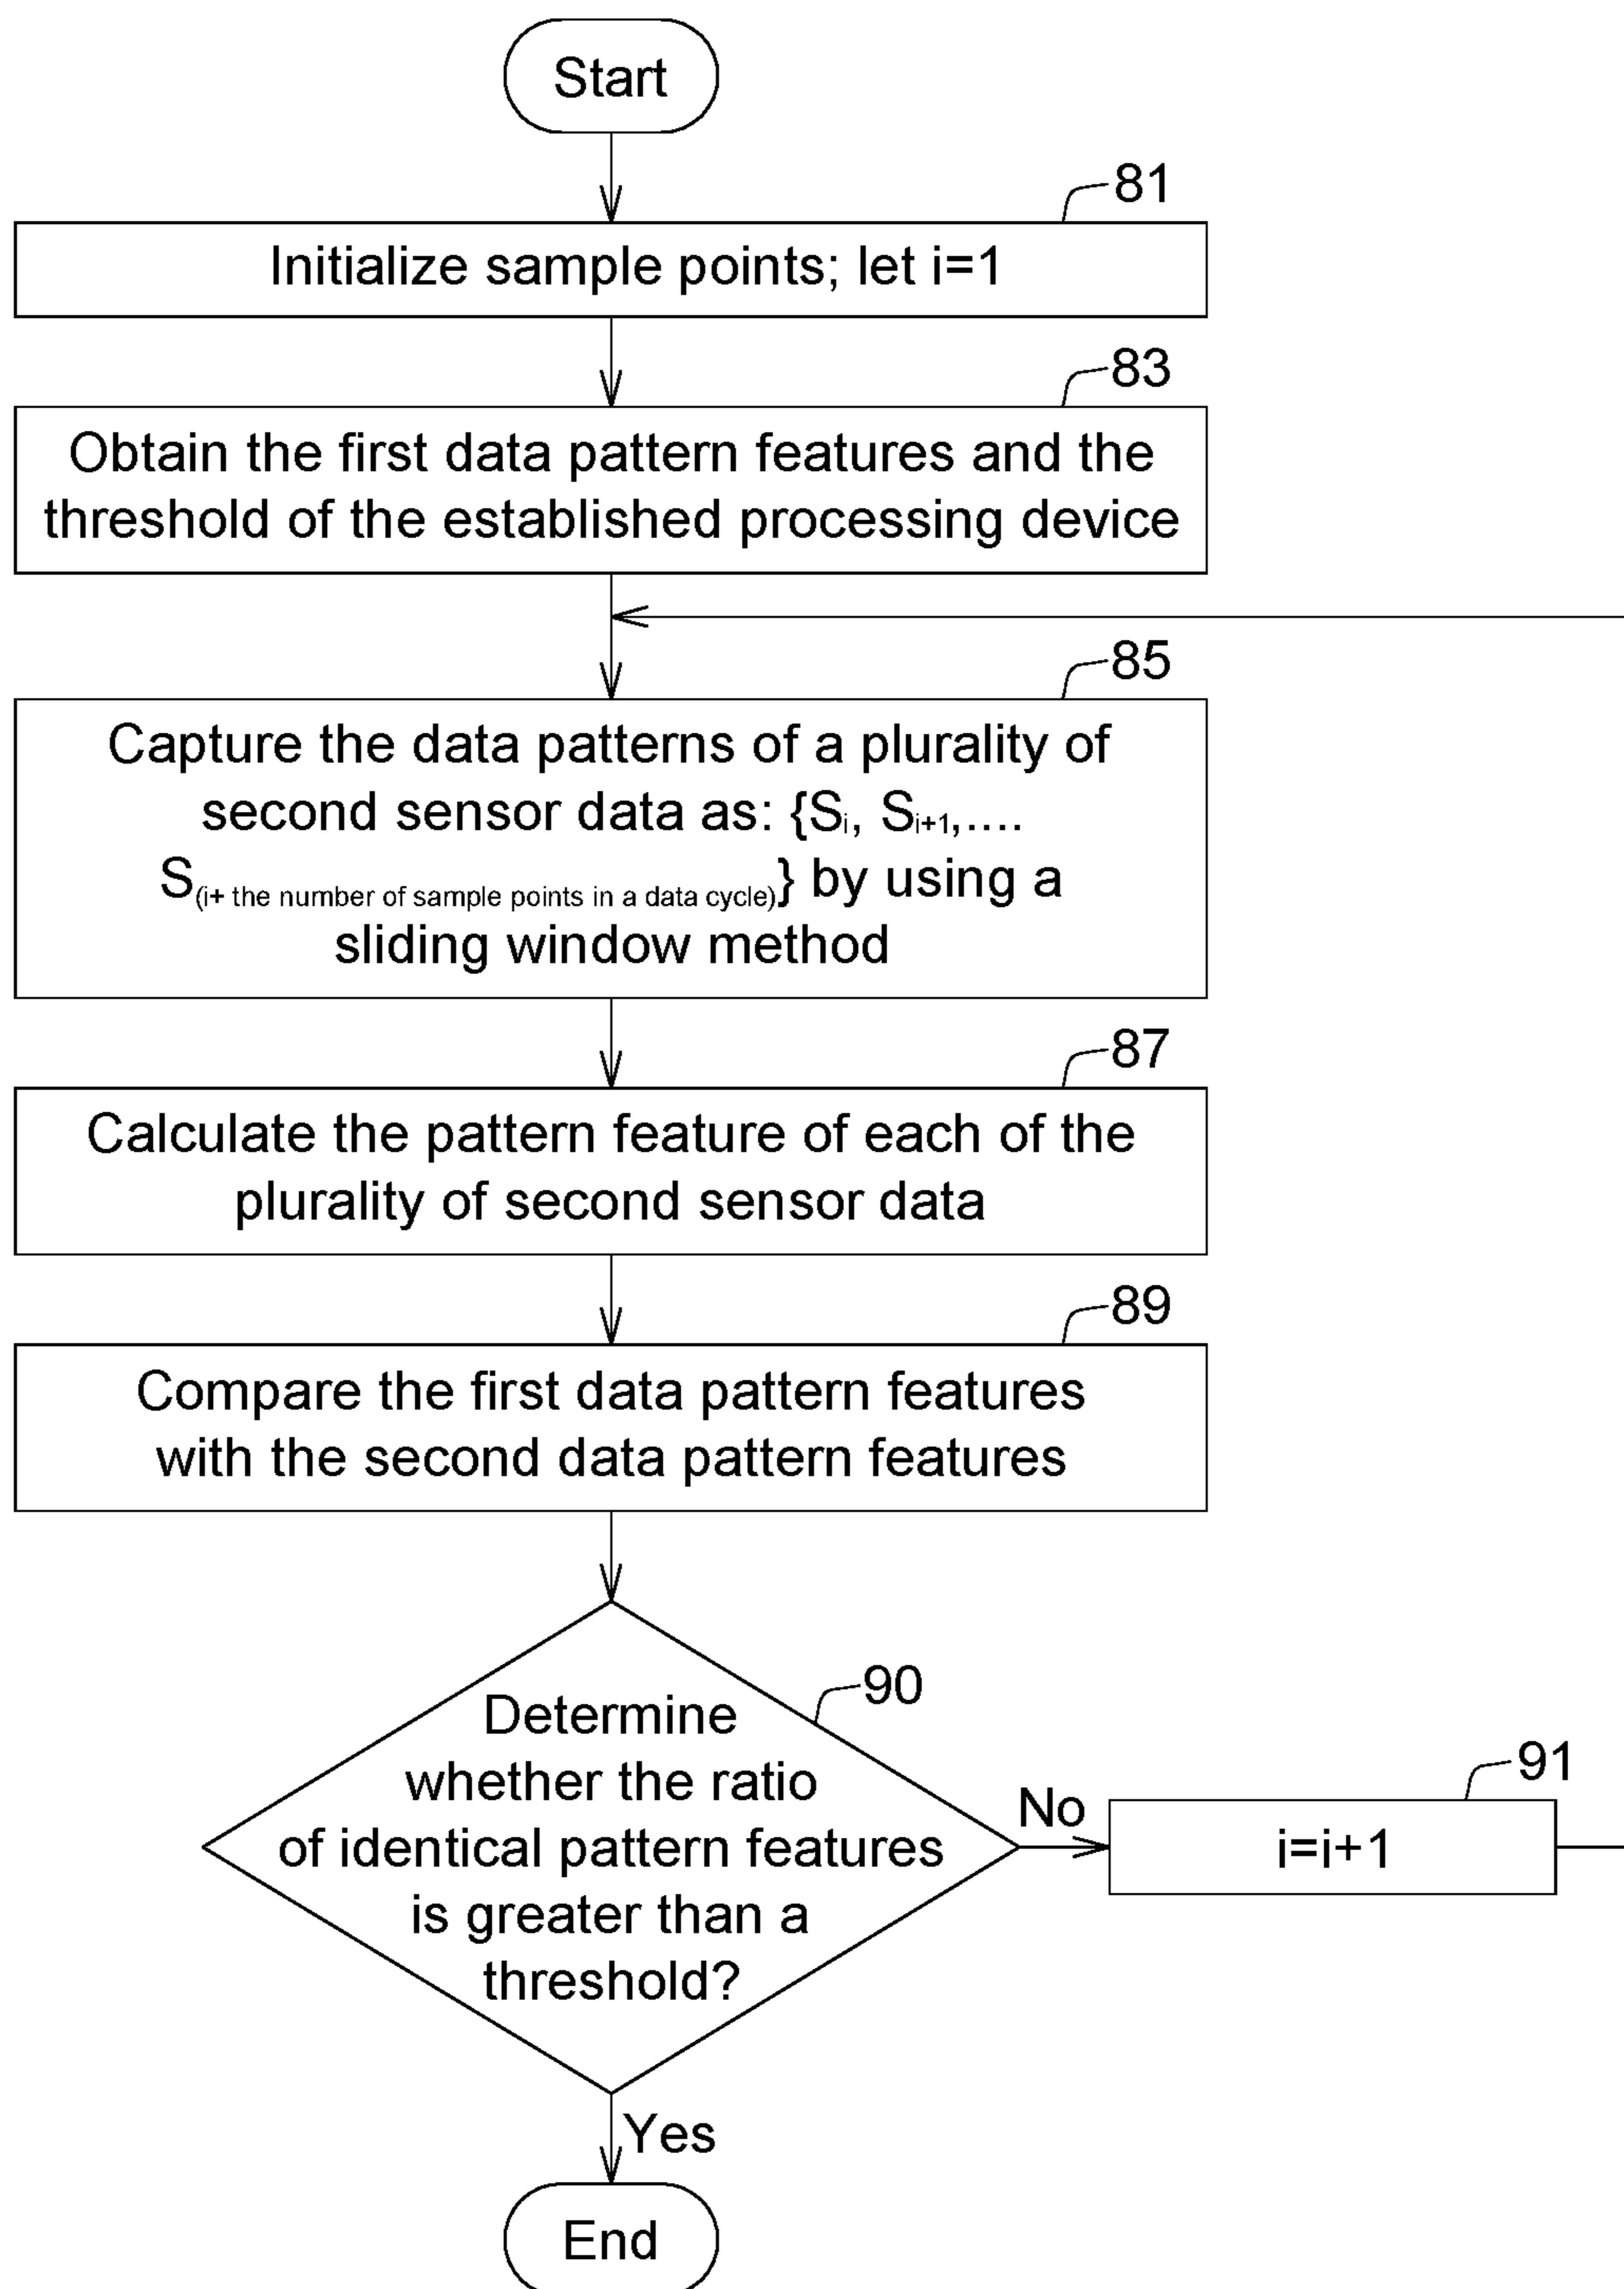 Start
81
Initialize sample points; let i=1
83
Obtain the first data pattern features and the
threshold of the established processing device
85
Capture the data patterns of a plurality of
second sensor data as: {Si, Si+1,....
S(i+ the number of sample points in a data cycle)} by using a
sliding window method
87
Calculate the pattern feature of each of the
plurality of second sensor data
89
Compare the first data pattern features
with the second data pattern features
90
Determine
whether the ratio
of identical pattern features
is greater than a
threshold?
No
91
i=i+1
Yes
End